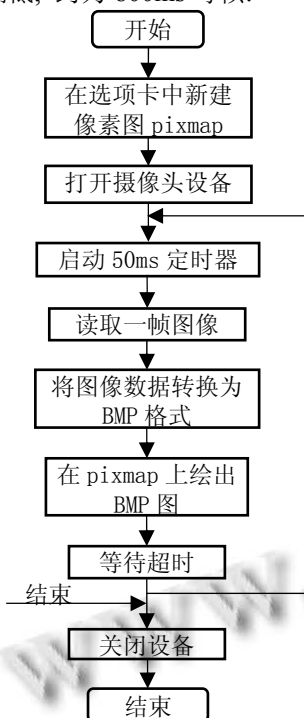 开始
在选项卡中新建
像素图 pixmap
打开摄像头设备
启动 50ms 定时器
读取一帧图像
将图像数据转换为
BMP 格式
在 pixmap 上绘出
BMP 图
等待超时
结束
关闭设备
结束